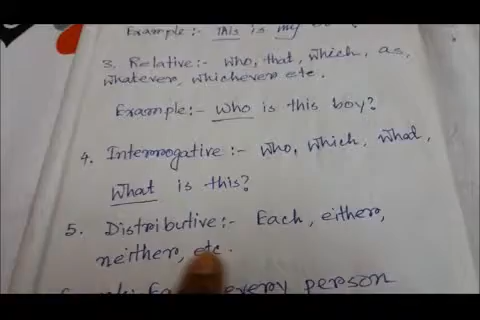 Example:- This is my
3. Relative:- who, that, which, as,
whatever, whichever etc.
Example:- Who is this boy?
4. Interrogative:- who, which, what,
What is this?
5. Distributive:- Each, either,
neither, etc.
every person